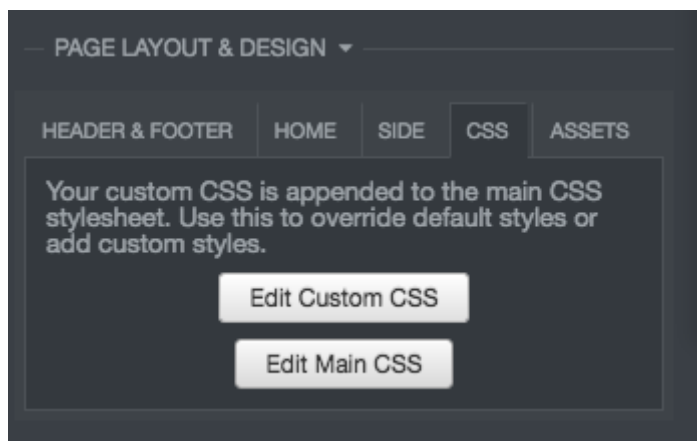 PAGE LAYOUT & DESIGN
HEADER & FOOTER HOME SIDE CSS ASSETS
Your custom CSS is appended to the main CSS
stylesheet. Use this to override default styles or
add custom styles.
Edit Custom CSS
Edit Main CSS